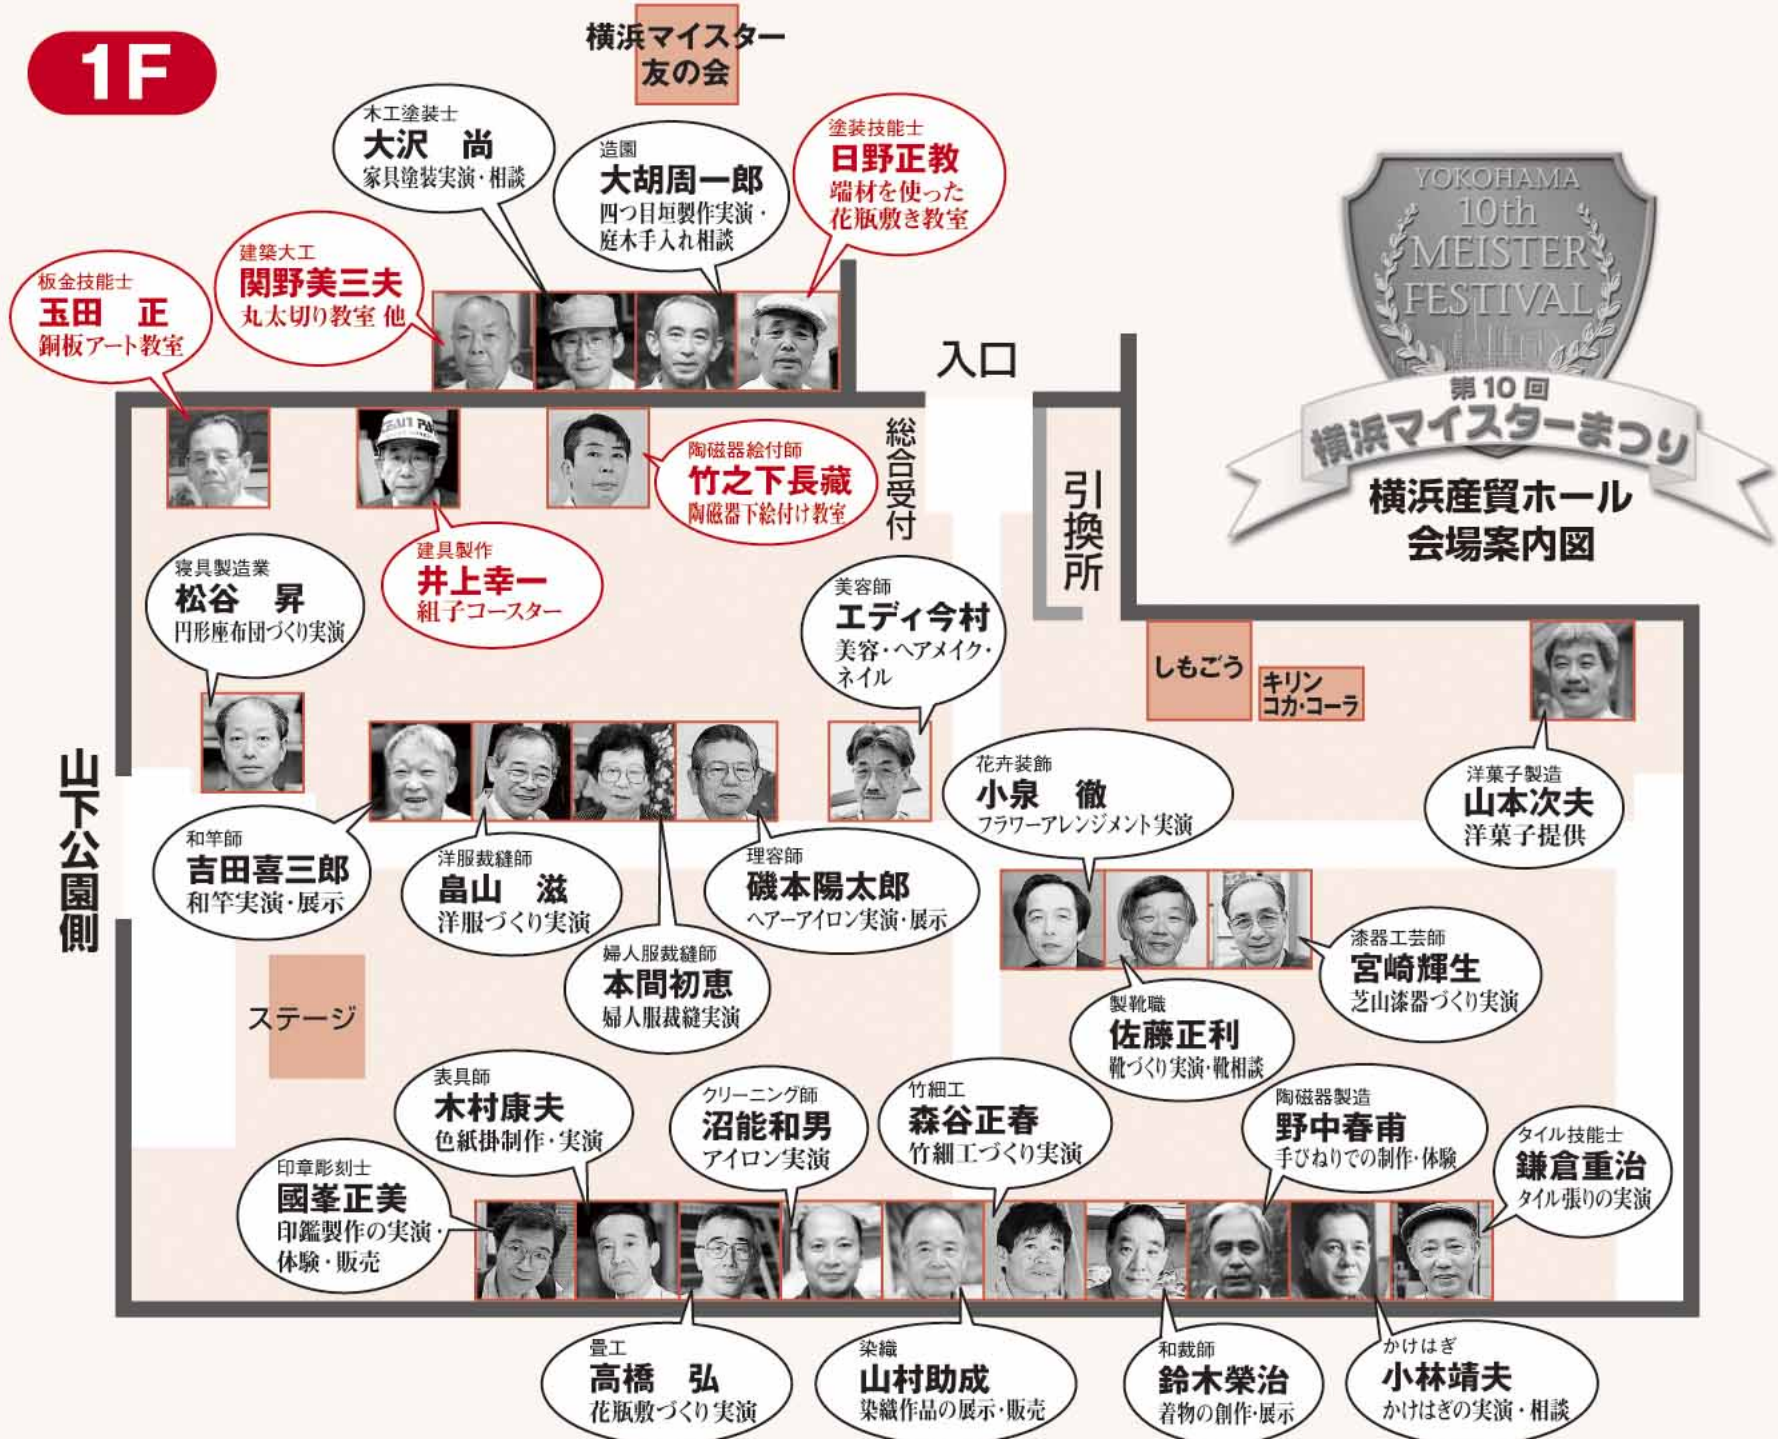 1F
横浜マイスター
友の会
木工塗装士
大沢 尚
家具塗装実演・相談
造園
大胡周一郎
四つ目垣製作実演・
庭木手入れ相談
塗装技能士
日野正教
端材を使った
花瓶敷き教室
建築大工
関野美三夫
丸太切り教室 他
板金技能士
玉田 正
銅板アート教室
YOKOHAMA
10th
MEISTER
FESTIVAL
第10回
横浜マイスターまつり
横浜産貿ホール
会場案内図
入口
総合受付
引換所
陶磁器絵付師
竹之下長藏
陶磁器下絵付け教室
建具製作
井上幸一
組子コースター
寝具製造業
松谷 昇
円形座布団づくり実演
美容師
エディ今村
美容・ヘアメイク・
ネイル
しもごう
キリン
コカ・コーラ
山下公園側
花卉装飾
小泉 徹
フラワーアレンジメント実演
洋菓子製造
山本次夫
洋菓子提供
和竿師
吉田喜三郎
和竿実演・展示
洋服裁縫師
畠山 滋
洋服づくり実演
理容師
磯本陽太郎
ヘアーアイロン実演・展示
婦人服裁縫師
本間初恵
婦人服裁縫実演
漆器工芸師
宮崎輝生
芝山漆器づくり実演
製靴職
佐藤正利
靴づくり実演・靴相談
ステージ
表具師
木村康夫
色紙掛制作・実演
クリーニング師
沼能和男
アイロン実演
竹細工
森谷正春
竹細工づくり実演
陶磁器製造
野中春甫
手びねりでの制作・体験
タイル技能士
鎌倉重治
タイル張りの実演
印章彫刻士
國峯正美
印鑑製作の実演・
体験・販売
畳工
高橋 弘
花瓶敷づくり実演
染織
山村助成
染織作品の展示・販売
和裁師
鈴木榮治
着物の創作・展示
かけはぎ
小林靖夫
かけはぎの実演・相談